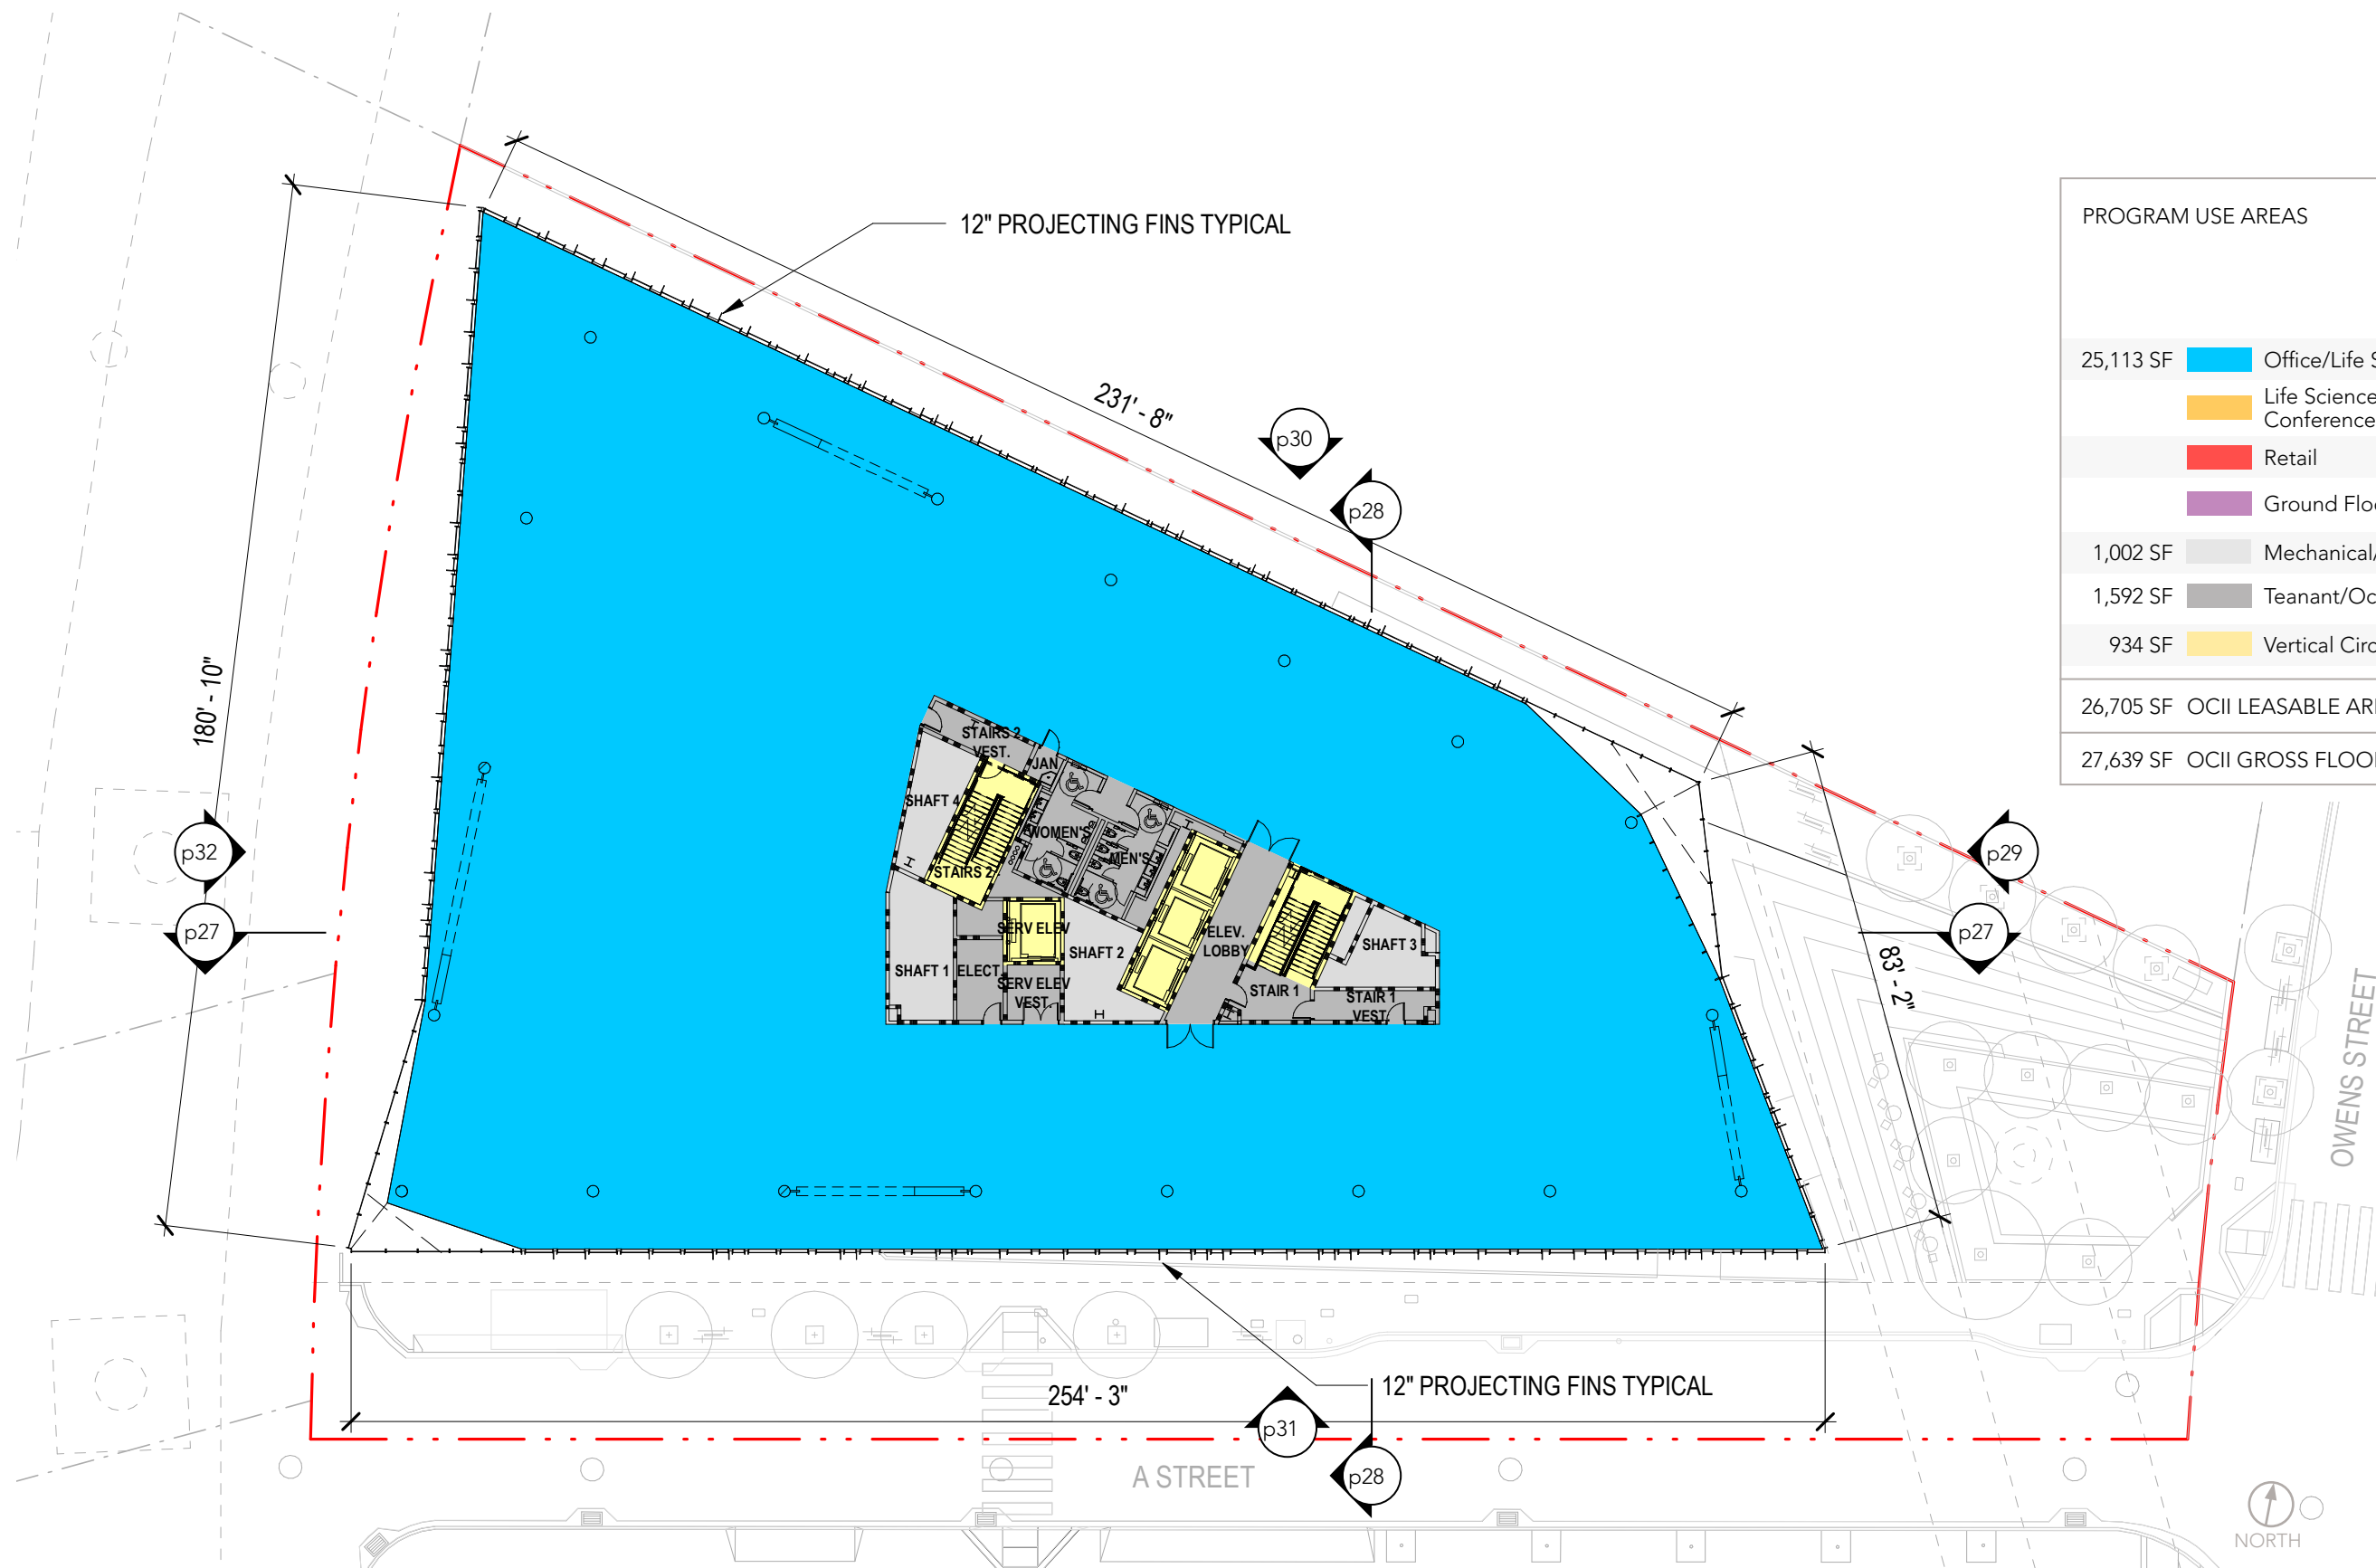 12" PROJECTING FINS TYPICAL
231' - 8"
p30
p28
180' - 10"
p32
p27
p29
p27
83' - 2"
OWENS STREET
STAIRS 2
VEST.
JAN
SHAFT 4
WOMEN'S
MEN'S
STAIRS 2
SERV ELEV
ELEV.
LOBBY
SHAFT 3
SHAFT 2
SHAFT 1
ELECT.
SERV ELEV
VEST.
STAIR 1
STAIR 1
VEST.
254' - 3"
12" PROJECTING FINS TYPICAL
p31
p28
A STREET
NORTH
PROGRAM USE AREAS
25,113 SF Office/Life S
Life Science
Conference
Retail
Ground Floo
1,002 SF Mechanical/
1,592 SF Teanant/Oc
934 SF Vertical Circ
26,705 SF OCII LEASABLE ARE
27,639 SF OCII GROSS FLOOR